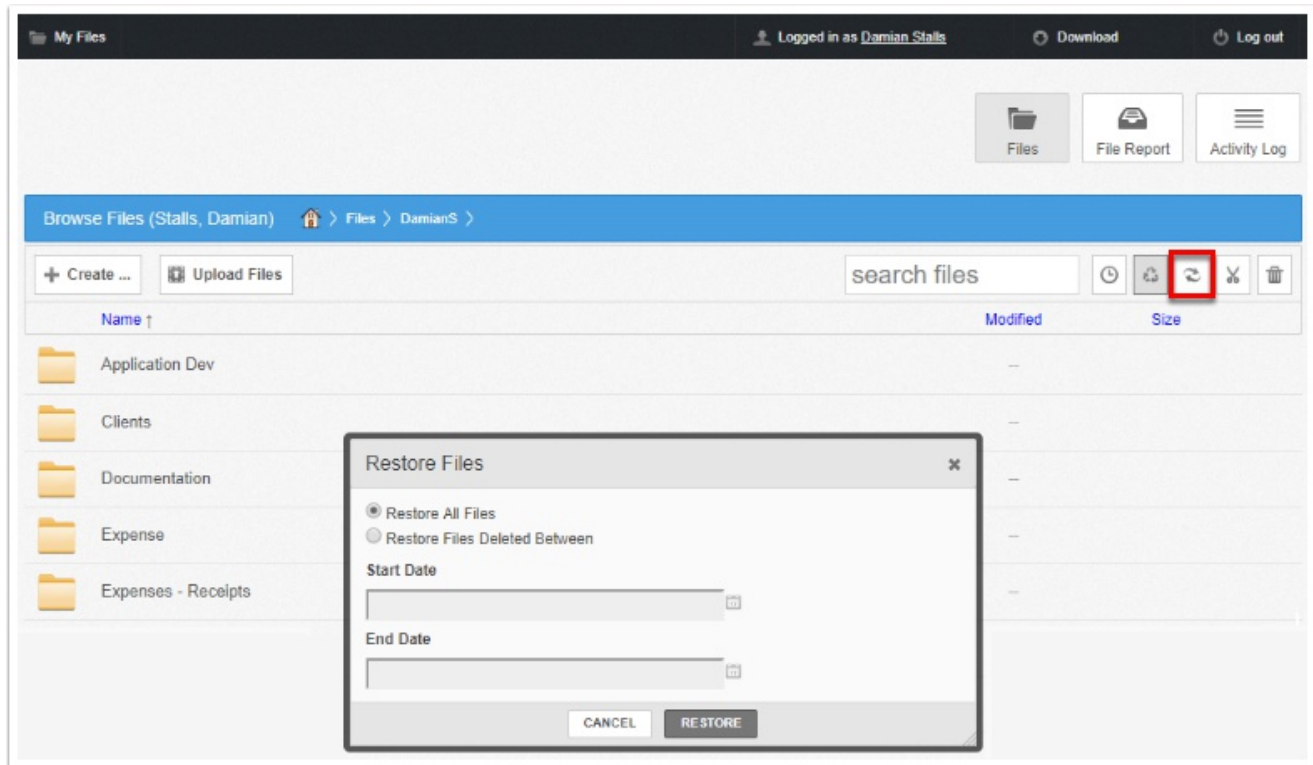 My Files
Logged in as Damian Stalls
Download
Log out
Files
File Report
Activity Log
Browse Files (Stalls, Damian)
Files
DamianS
Create ...
Upload Files
search files
Name ↑
Modified
Size
Application Dev
–
Clients
–
Documentation
–
Expense
–
Expenses - Receipts
–
Restore Files
Restore All Files
Restore Files Deleted Between
Start Date
End Date
CANCEL
RESTORE